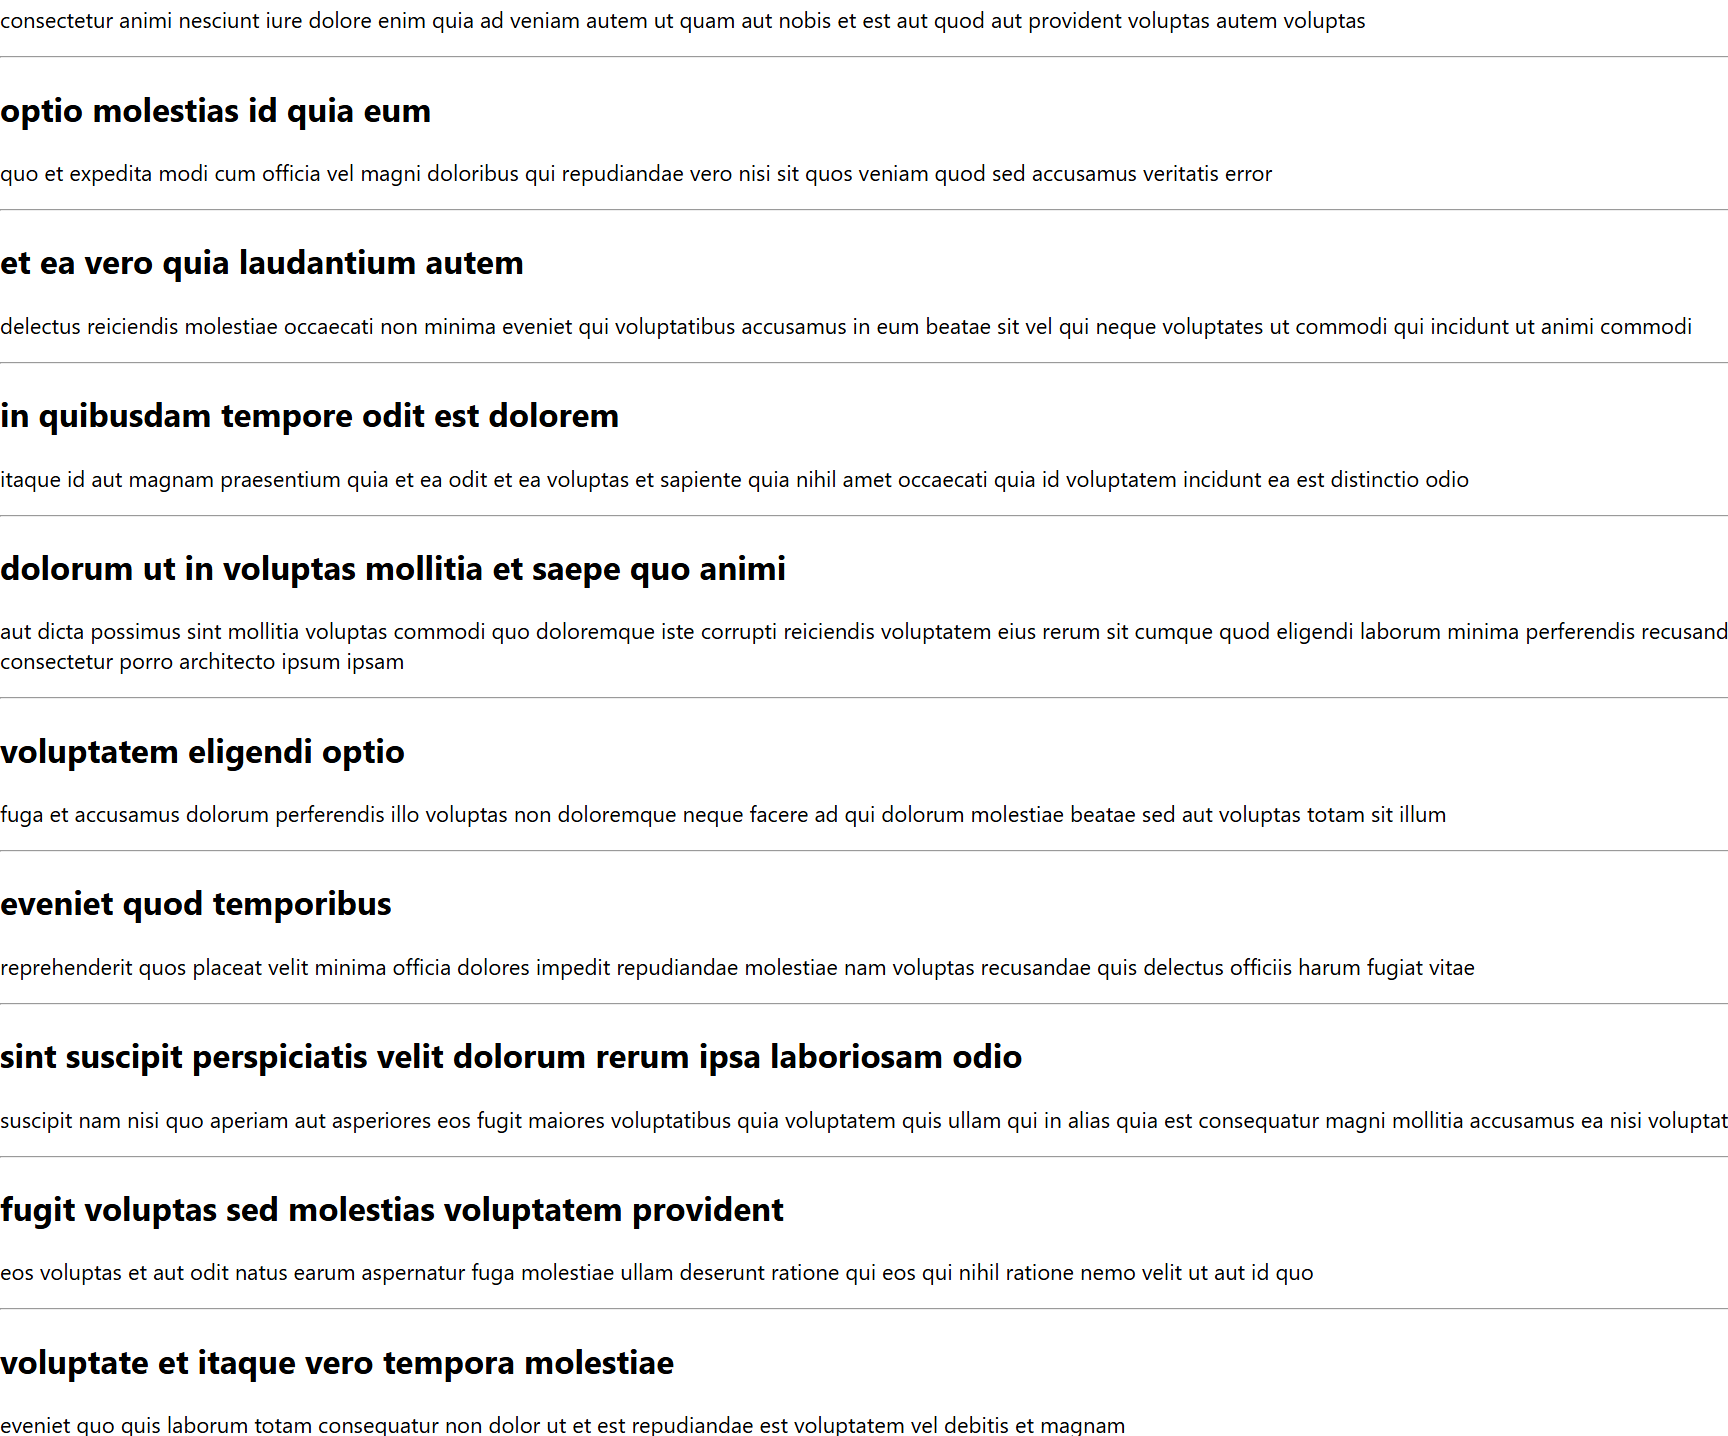 consectetur animi nesciunt iure dolore enim quia ad veniam autem ut quam aut nobis et est aut quod aut provident voluptas autem voluptas
optio molestias id quia eum
quo et expedita modi cum officia vel magni doloribus qui repudiandae vero nisi sit quos veniam quod sed accusamus veritatis error
et ea vero quia laudantium autem
delectus reiciendis molestiae occaecati non minima eveniet qui voluptatibus accusamus in eum beatae sit vel qui neque voluptates ut commodi qui incidunt ut animi commodi
in quibusdam tempore odit est dolorem
itaque id aut magnam praesentium quia et ea odit et ea voluptas et sapiente quia nihil amet occaecati quia id voluptatem incidunt ea est distinctio odio
dolorum ut in voluptas mollitia et saepe quo animi
aut dicta possimus sint mollitia voluptas commodi quo doloremque iste corrupti reiciendis voluptatem eius rerum sit cumque quod eligendi laborum minima perferendis recusand
consectetur porro architecto ipsum ipsam
voluptatem eligendi optio
fuga et accusamus dolorum perferendis illo voluptas non doloremque neque facere ad qui dolorum molestiae beatae sed aut voluptas totam sit illum
eveniet quod temporibus
reprehenderit quos placeat velit minima officia dolores impedit repudiandae molestiae nam voluptas recusandae quis delectus officiis harum fugiat vitae
sint suscipit perspiciatis velit dolorum rerum ipsa laboriosam odio
suscipit nam nisi quo aperiam aut asperiores eos fugit maiores voluptatibus quia voluptatem quis ullam qui in alias quia est consequatur magni mollitia accusamus ea nisi voluptat
fugit voluptas sed molestias voluptatem provident
eos voluptas et aut odit natus earum aspernatur fuga molestiae ullam deserunt ratione qui eos qui nihil ratione nemo velit ut aut id quo
voluptate et itaque vero tempora molestiae
eveniet quo quis laborum totam consequatur non dolor ut et est repudiandae est voluptatem vel debitis et magnam